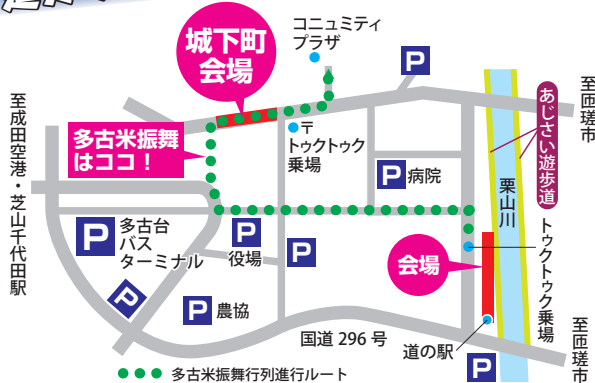 城下町
会場
コニュミティ
プラザ
P
至匝瑳市
あじさい遊歩道
至成田空港・芝山千代田駅
多古米振舞
はココ！
〒
トゥクトゥク
乗場
P
病院
栗山川
P
多古台
バス
ターミナル
P
役場
P
会場
トゥクトゥク乗場
P
P
農協
国道 296 号
道の駅
P
至匝瑳市
多古米振舞行列進行ルート